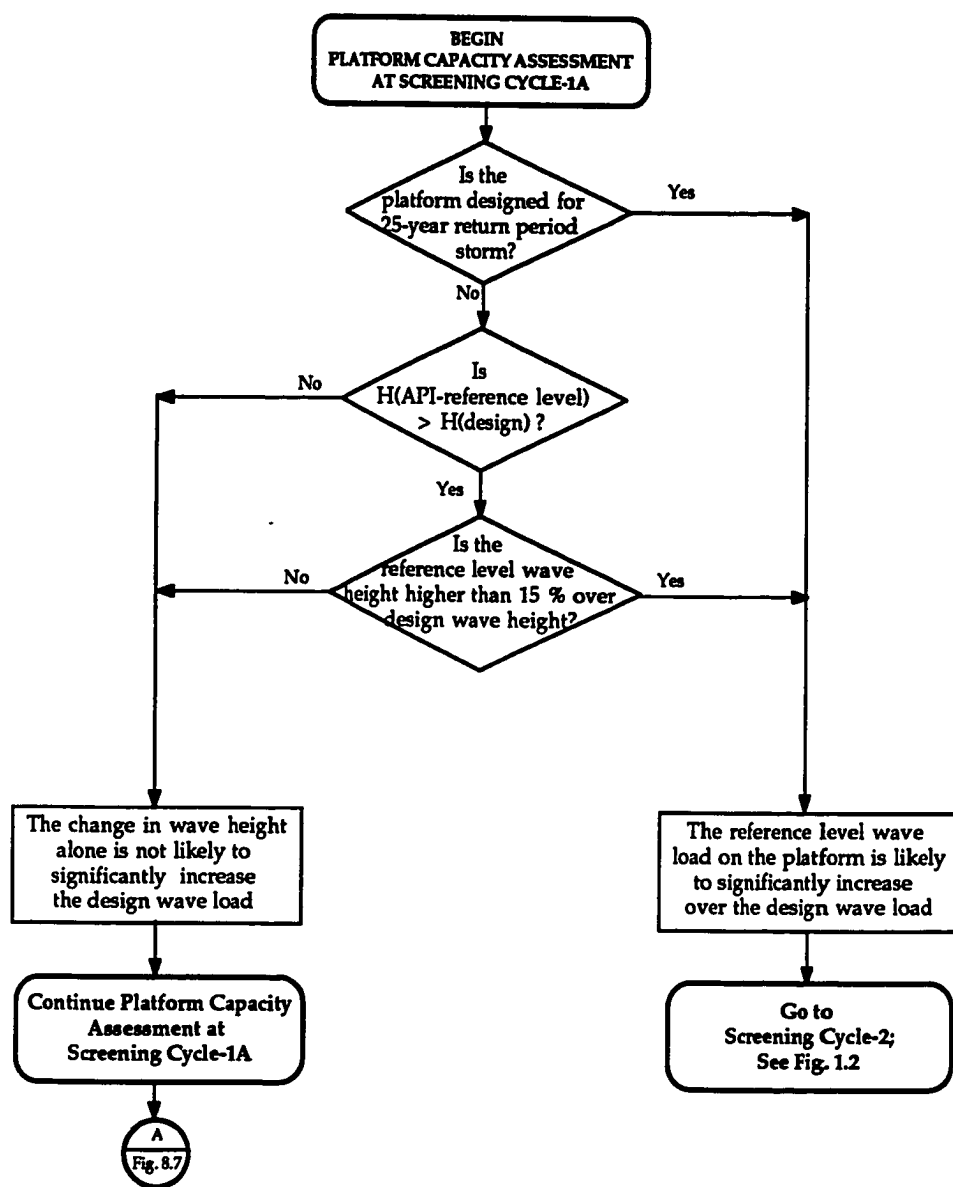 BEGIN
PLATFORM CAPACITY ASSESSMENT
AT SCREENING CYCLE-1A
Is the
platform designed for
25-year return period
storm?
Yes
No
Is
H(API-reference level)
> H(design) ?
No
Yes
Is the
reference level wave
height higher than 15 % over
design wave height?
No
Yes
The change in wave height
alone is not likely to
significantly increase
the design wave load
The reference level wave
load on the platform is likely
to significantly increase
over the design wave load
Continue Platform Capacity
Assessment at
Screening Cycle-1A
Go to
Screening Cycle-2;
See Fig. 1.2
A
Fig. 8.7